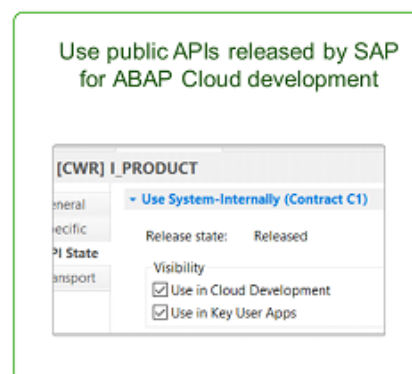 Use public APIs released by SAP
for ABAP Cloud development
[CWR] I_PRODUCT
eneral
ecific
PI State
ansport
Use System-Internally (Contract C1)
Release state: Released
Visibility
Use in Cloud Development
Use in Key User Apps